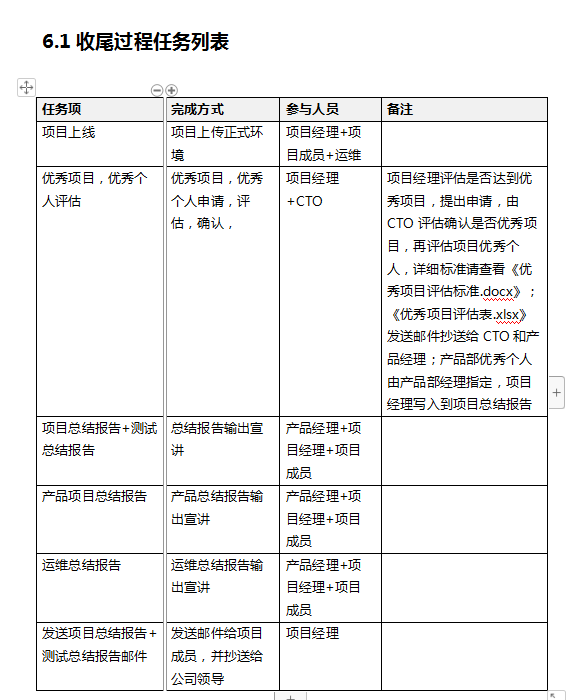 6.1 收尾过程任务列表
任务项 完成方式 参与人员 备注
项目上线
项目上传正式环
境
项目经理+项
目成员+运维
优秀项目，优秀个
人评估
优秀项目，优秀
个人申请，评
估，确认，
项目经理
+CTO
项目经理评估是否达到优
秀项目，提出申请，由
CTO 评估确认是否优秀项
目，再评估项目优秀个
人，详细标准请查看《优
秀项目评估标准.docx》；
《优秀项目评估表.xlsx》
发送邮件抄送给 CTO 和产
品经理；产品部优秀个人
由产品部经理指定，项目
经理写入到项目总结报告
项目总结报告+测试
总结报告
总结报告输出宣
讲
产品经理+项
目经理+项目
成员
产品项目总结报告
产品总结报告输
出宣讲
产品经理+项
目经理+项目
成员
运维总结报告
运维总结报告输
出宣讲
产品经理+项
目经理+项目
成员
发送项目总结报告+
测试总结报告邮件
发送邮件给项目
成员，并抄送给
公司领导
项目经理